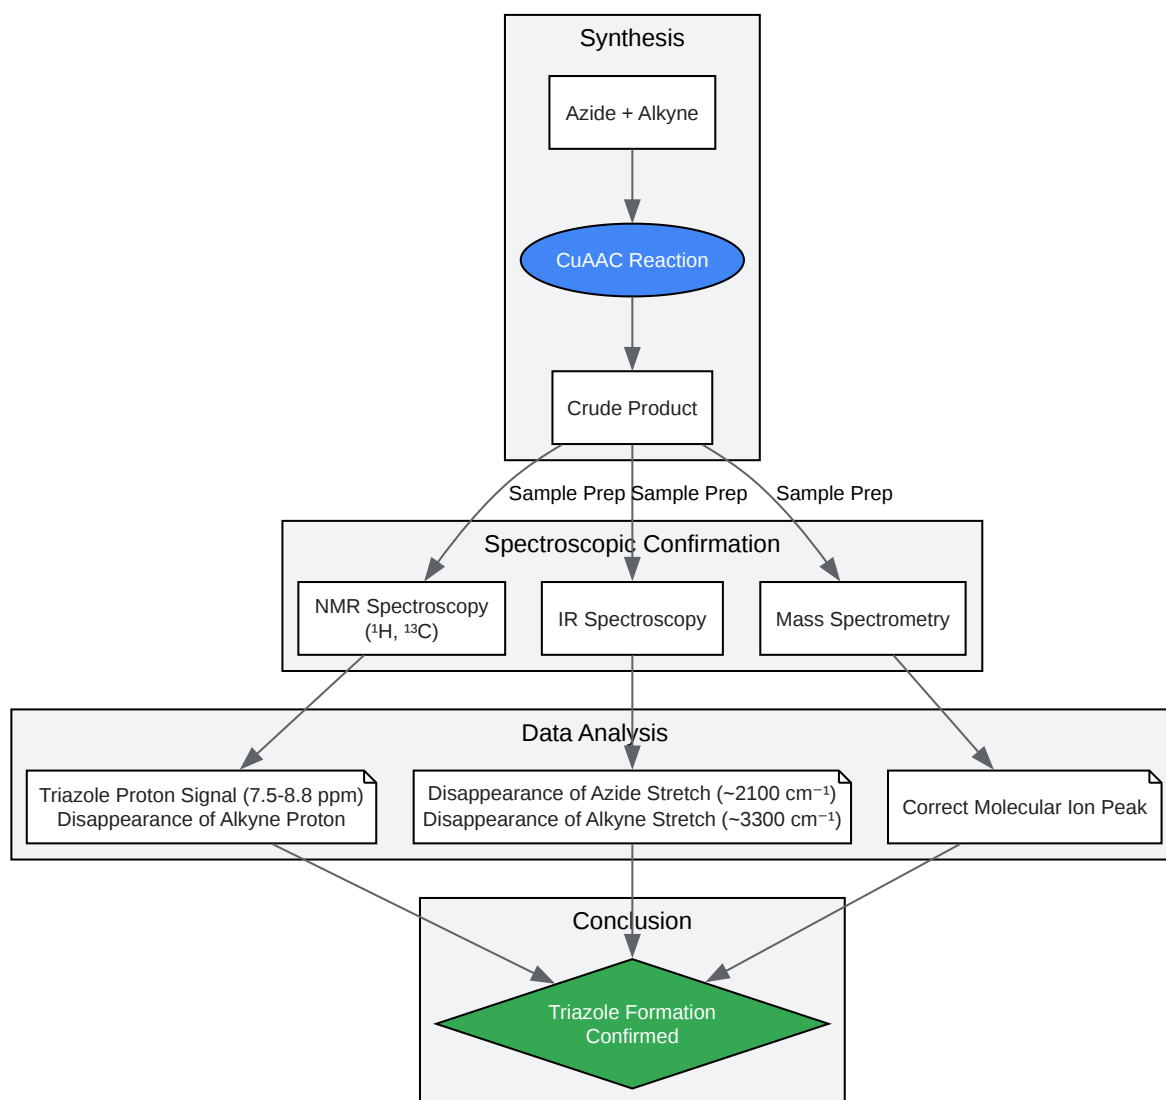 Synthesis
Azide + Alkyne
CuAAC Reaction
Crude Product
Sample Prep
Sample Prep
Sample Prep
Spectroscopic Confirmation
NMR Spectroscopy
(¹H, ¹³C)
IR Spectroscopy
Mass Spectrometry
Data Analysis
Triazole Proton Signal (7.5-8.8 ppm)
Disappearance of Alkyne Proton
Disappearance of Azide Stretch (~2100 cm⁻¹)
Disappearance of Alkyne Stretch (~3300 cm⁻¹)
Correct Molecular Ion Peak
Conclusion
Triazole Formation
Confirmed